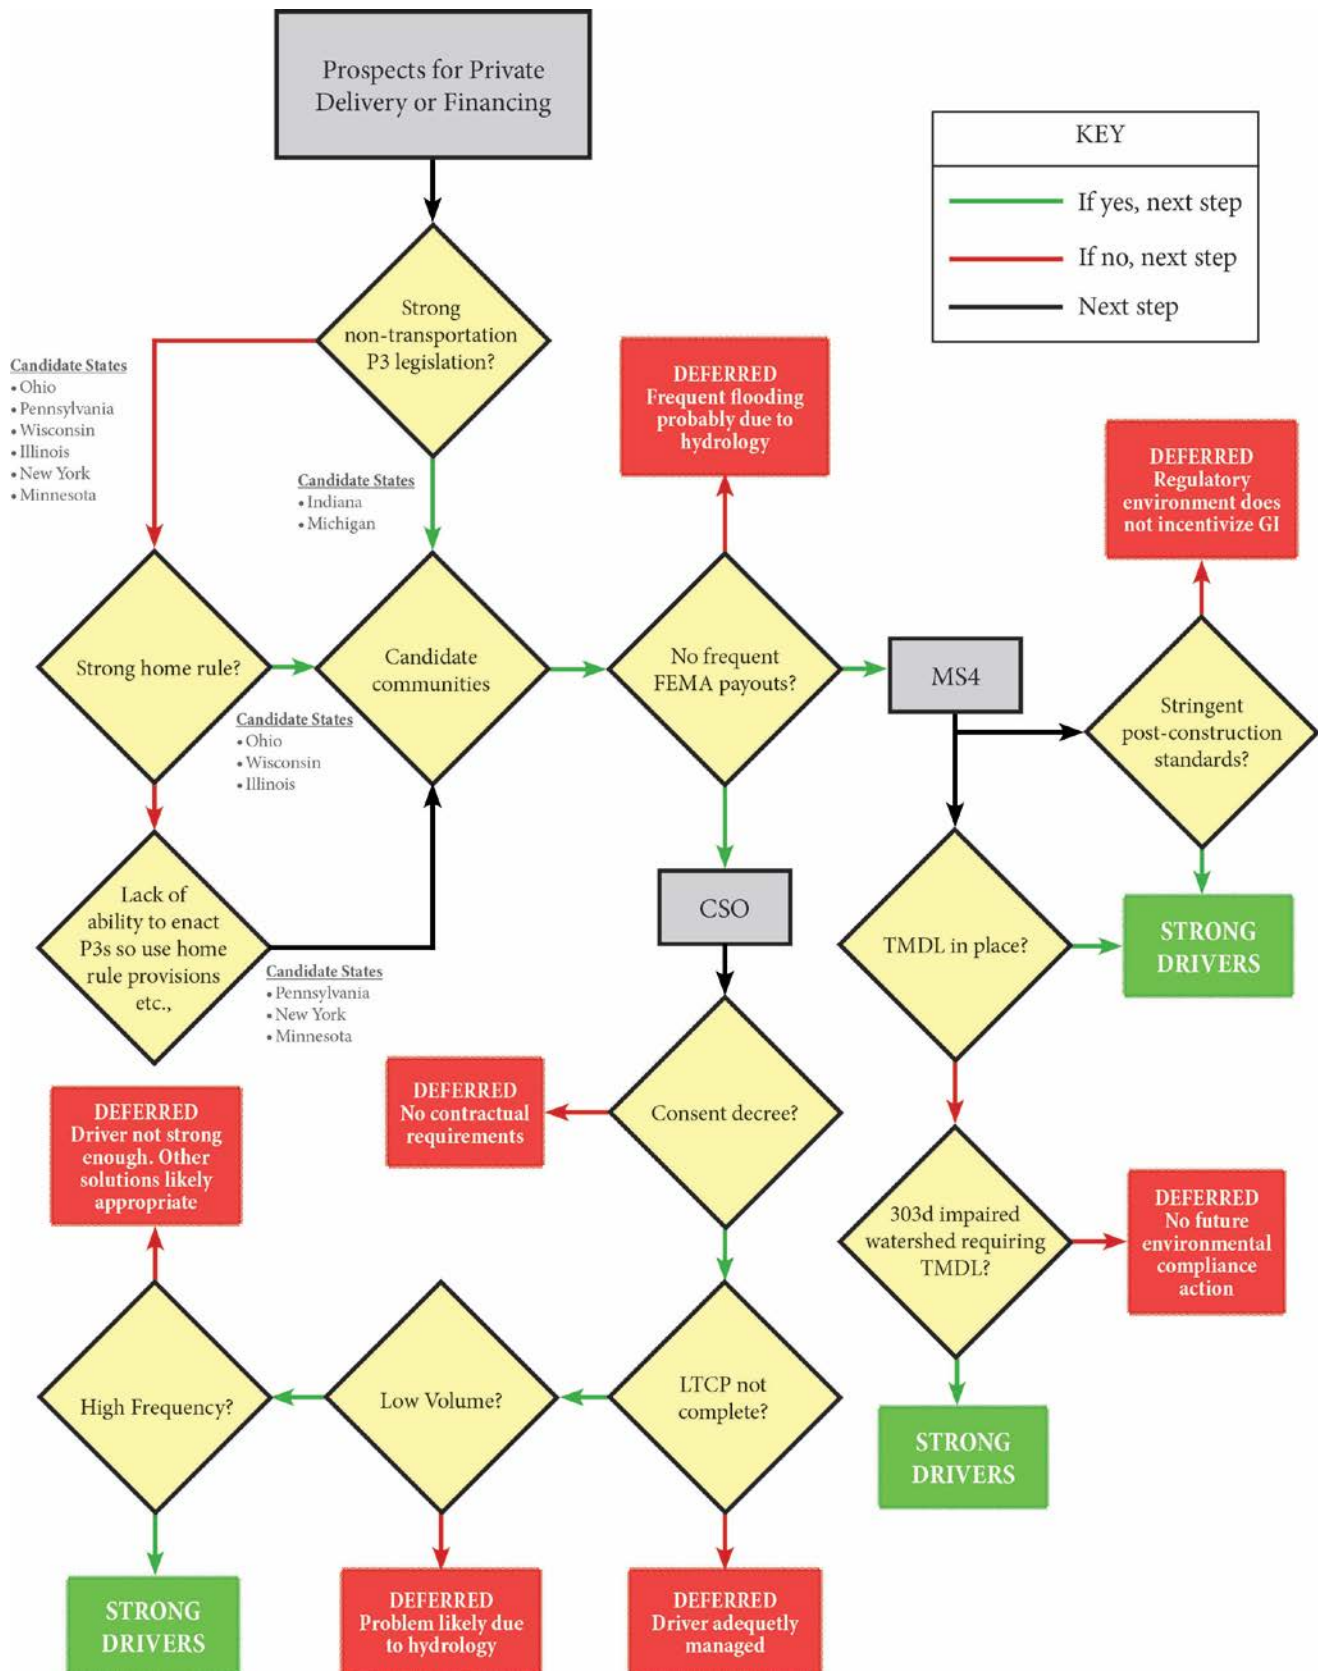 Prospects for Private
Delivery or Financing
KEY
If yes, next step
If no, next step
Next step
Strong
non-transportation
P3 legislation?
Candidate States
• Ohio
• Pennsylvania
• Wisconsin
• Illinois
• New York
• Minnesota
Candidate States
• Indiana
• Michigan
DEFERRED
Frequent flooding
probably due to
hydrology
DEFERRED
Regulatory
environment does
not incentivize GI
Strong home rule?
Candidate
communities
No frequent
FEMA payouts?
MS4
Stringent
post-construction
standards?
Candidate States
• Ohio
• Wisconsin
• Illinois
Lack of
ability to enact
P3s so use home
rule provisions
etc.,
Candidate States
• Pennsylvania
• New York
• Minnesota
CSO
TMDL in place?
STRONG
DRIVERS
DEFERRED
Driver not strong
enough. Other
solutions likely
appropriate
DEFERRED
No contractual
requirements
Consent decree?
303d impaired
watershed requiring
TMDL?
DEFERRED
No future
environmental
compliance
action
High Frequency?
Low Volume?
LTCP not
complete?
STRONG
DRIVERS
STRONG
DRIVERS
DEFERRED
Problem likely due
to hydrology
DEFERRED
Driver adequetly
managed